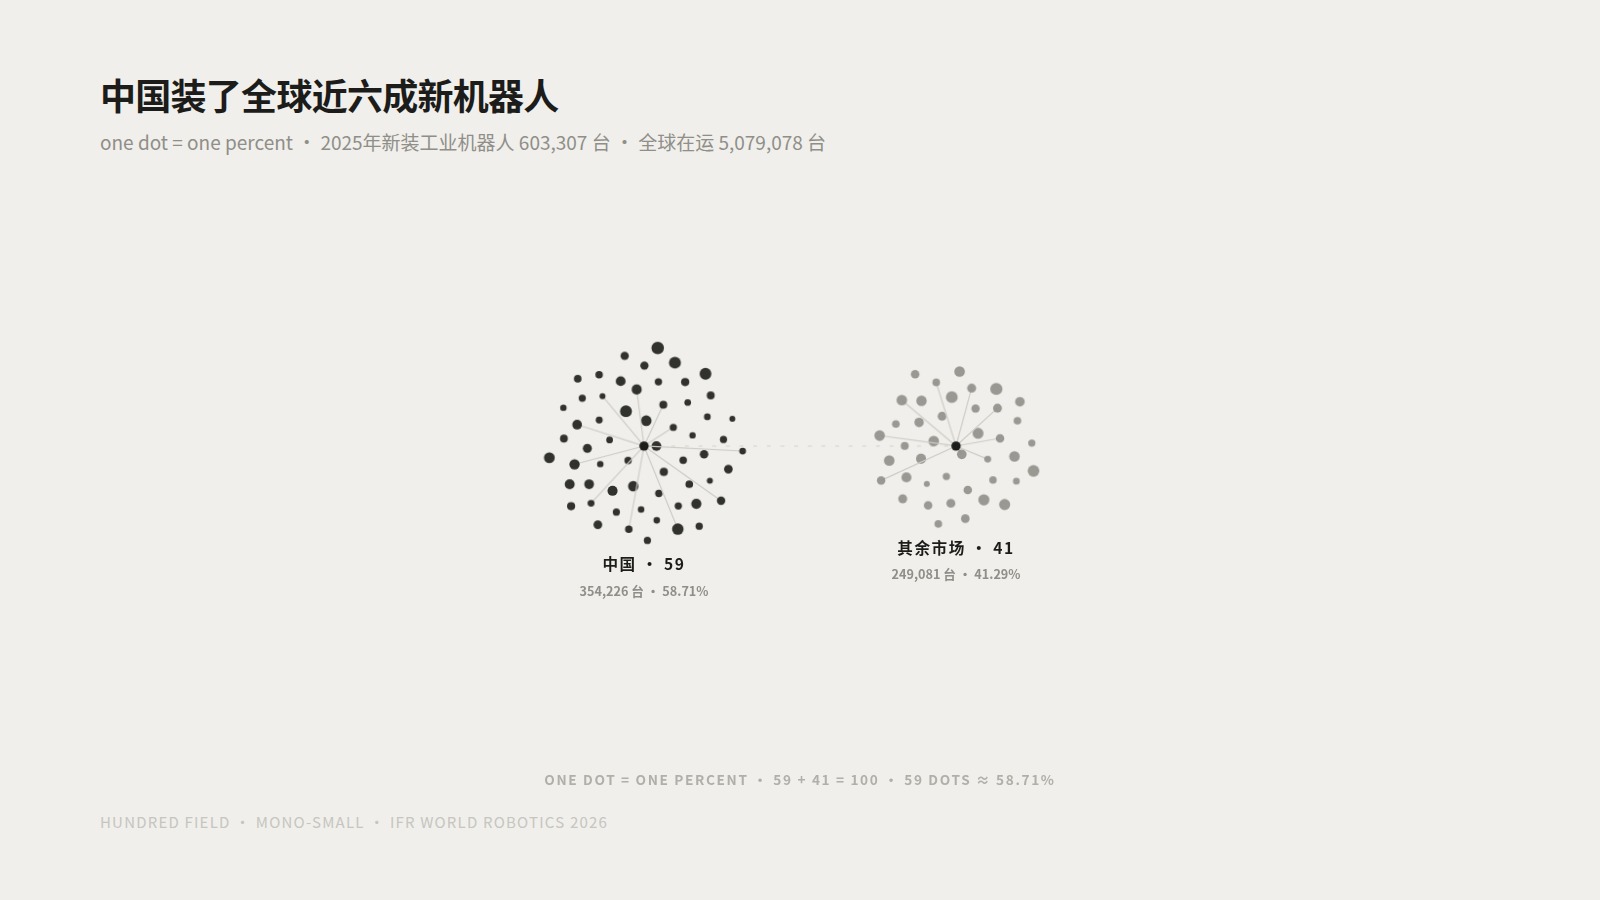 中国装了全球近六成新机器人
one dot = one percent • 2025年新装工业机器人 603,307 台 • 全球在运 5,079,078 台
中国 • 59
354,226 台 • 58.71%
其余市场 • 41
249,081 台 • 41.29%
ONE DOT = ONE PERCENT • 59 + 41 = 100 • 59 DOTS ≈ 58.71%
HUNDRED FIELD • MONO-SMALL • IFR WORLD ROBOTICS 2026